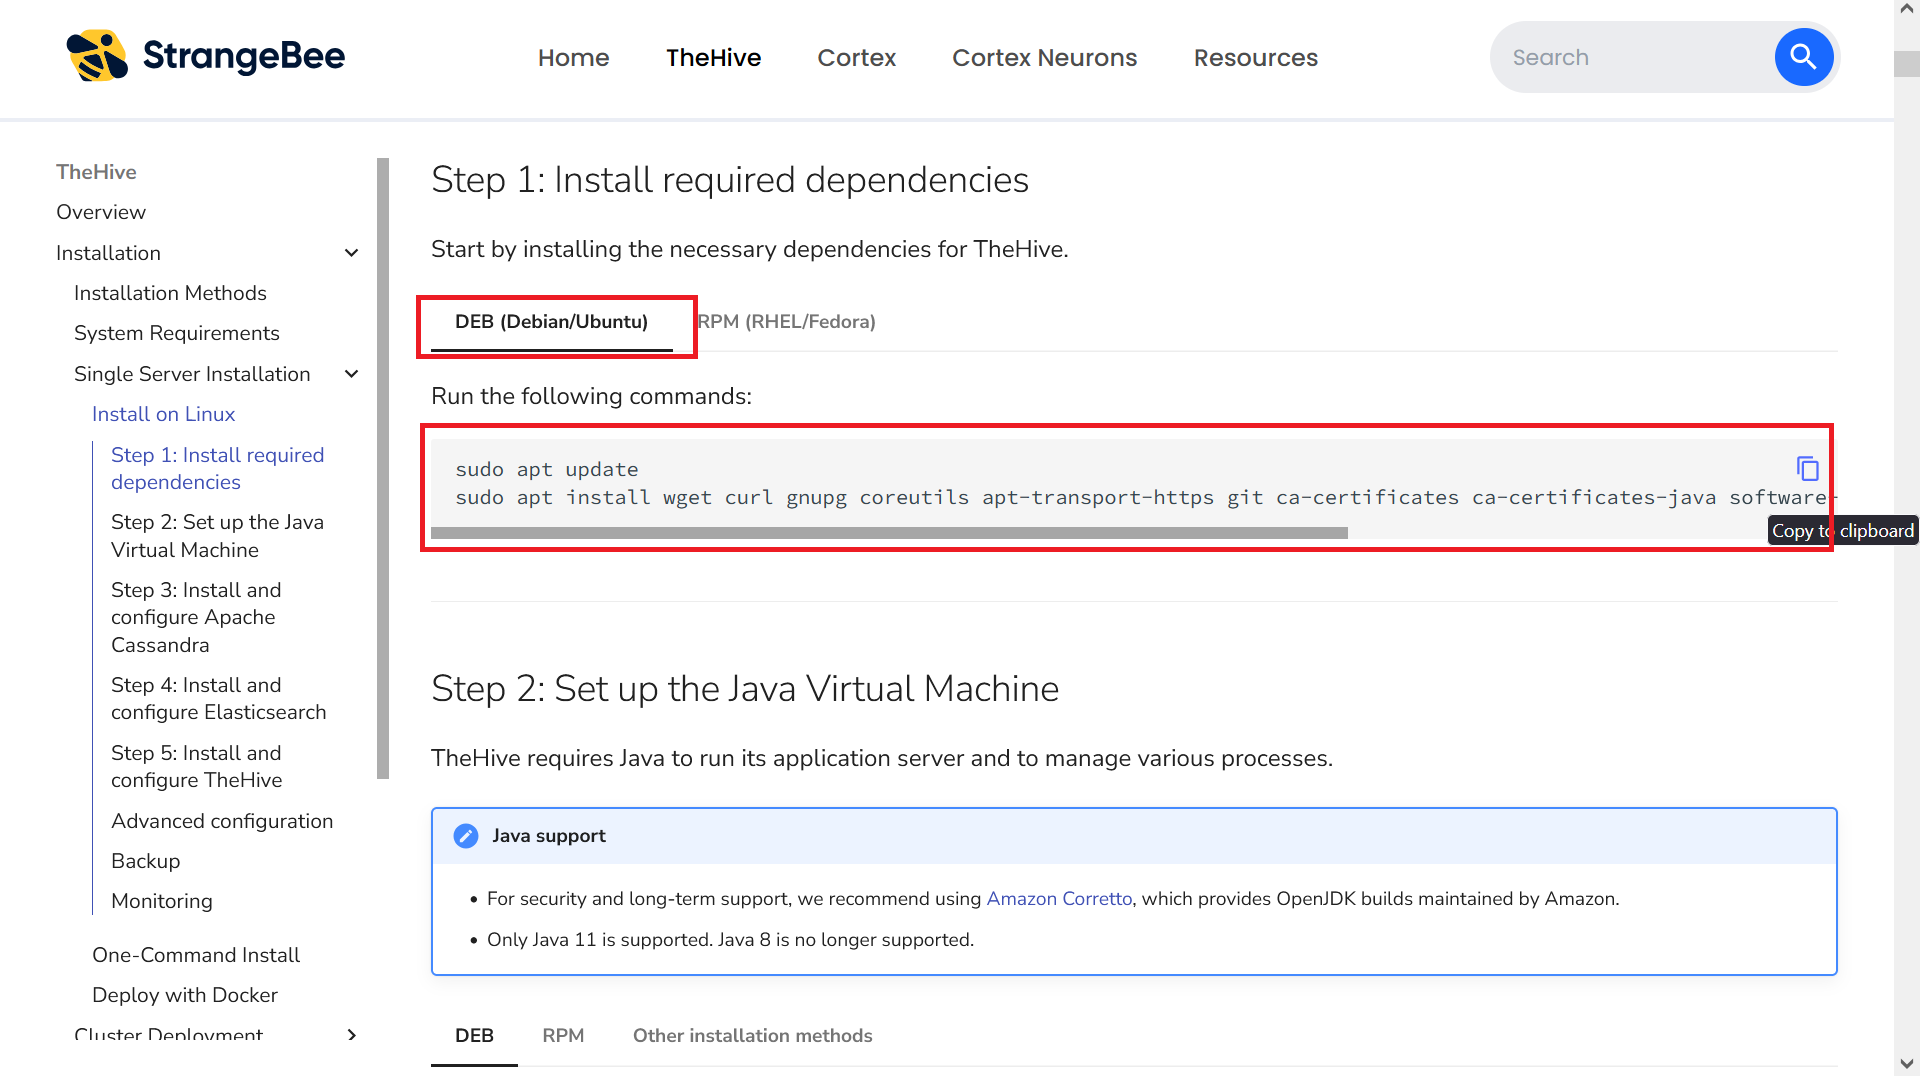 StrangeBee
Home
TheHive
Cortex
Cortex Neurons
Resources
Search
TheHive
Overview
Installation
Installation Methods
System Requirements
Single Server Installation
Install on Linux
Step 1: Install required
dependencies
Step 2: Set up the Java
Virtual Machine
Step 3: Install and
configure Apache
Cassandra
Step 4: Install and
configure Elasticsearch
Step 5: Install and
configure TheHive
Advanced configuration
Backup
Monitoring
One-Command Install
Deploy with Docker
Cluster Deployment
Step 1: Install required dependencies
Start by installing the necessary dependencies for TheHive.
DEB (Debian/Ubuntu)
RPM (RHEL/Fedora)
Run the following commands:
sudo apt update
sudo apt install wget curl gnupg coreutils apt-transport-https git ca-certificates ca-certificates-java software-
Copy to clipboard
Step 2: Set up the Java Virtual Machine
TheHive requires Java to run its application server and to manage various processes.
Java support
• For security and long-term support, we recommend using Amazon Corretto, which provides OpenJDK builds maintained by Amazon.
• Only Java 11 is supported. Java 8 is no longer supported.
DEB
RPM
Other installation methods